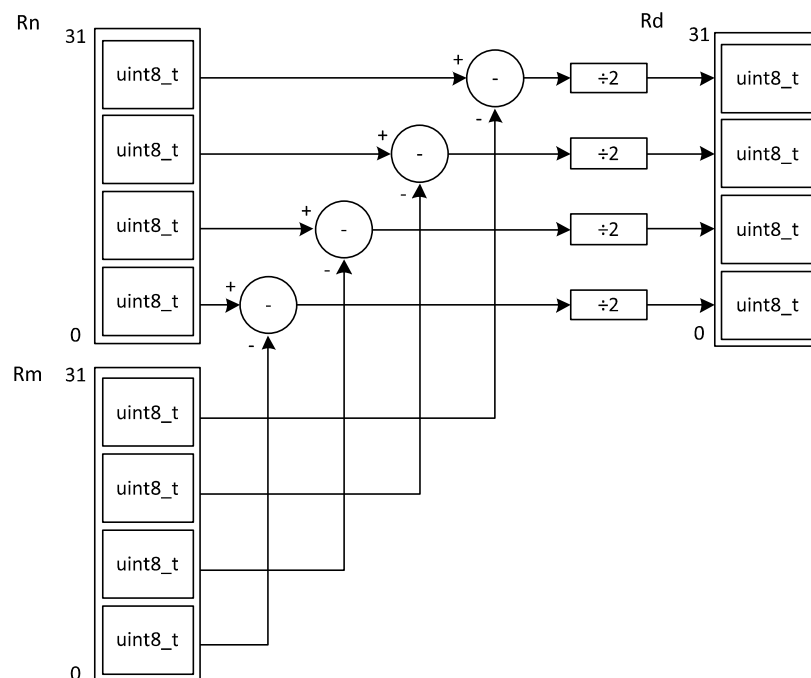 Rn
Rd
31
31
uint8_t
+
-
÷2
uint8_t
-
uint8_t
+
-
÷2
uint8_t
-
uint8_t
+
-
÷2
uint8_t
-
uint8_t
+
-
÷2
uint8_t
0
0
-
Rm
31
uint8_t
uint8_t
uint8_t
uint8_t
0